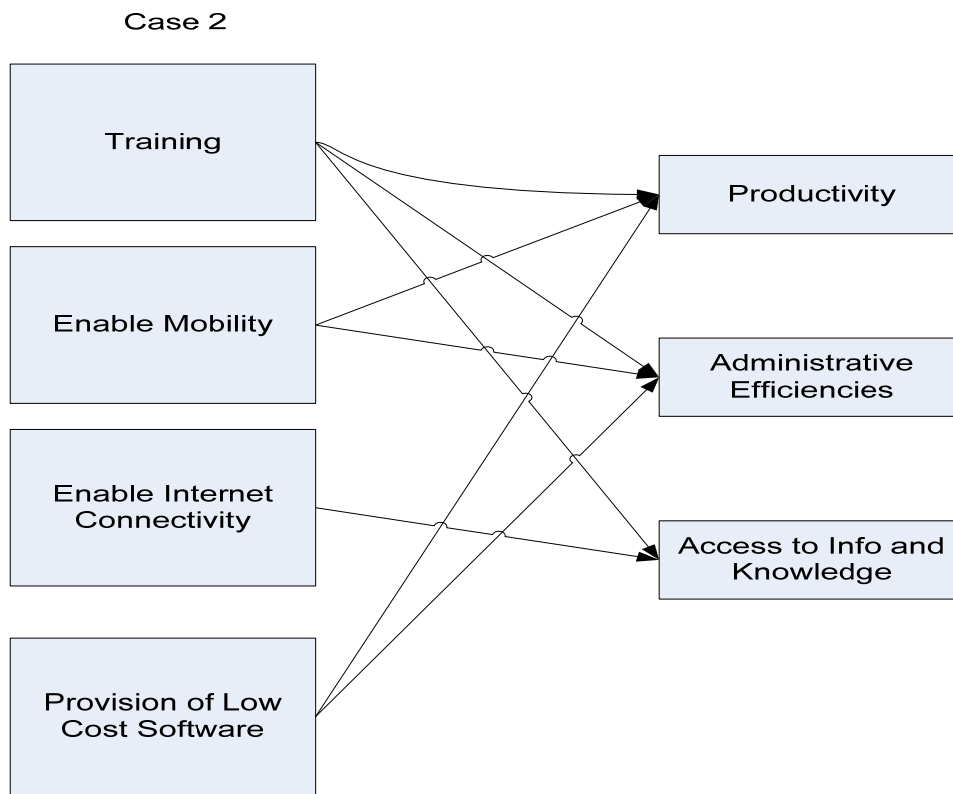 Case 2
Training
Enable Mobility
Enable Internet
Connectivity
Provision of Low
Cost Software
Productivity
Administrative
Efficiencies
Access to Info and
Knowledge